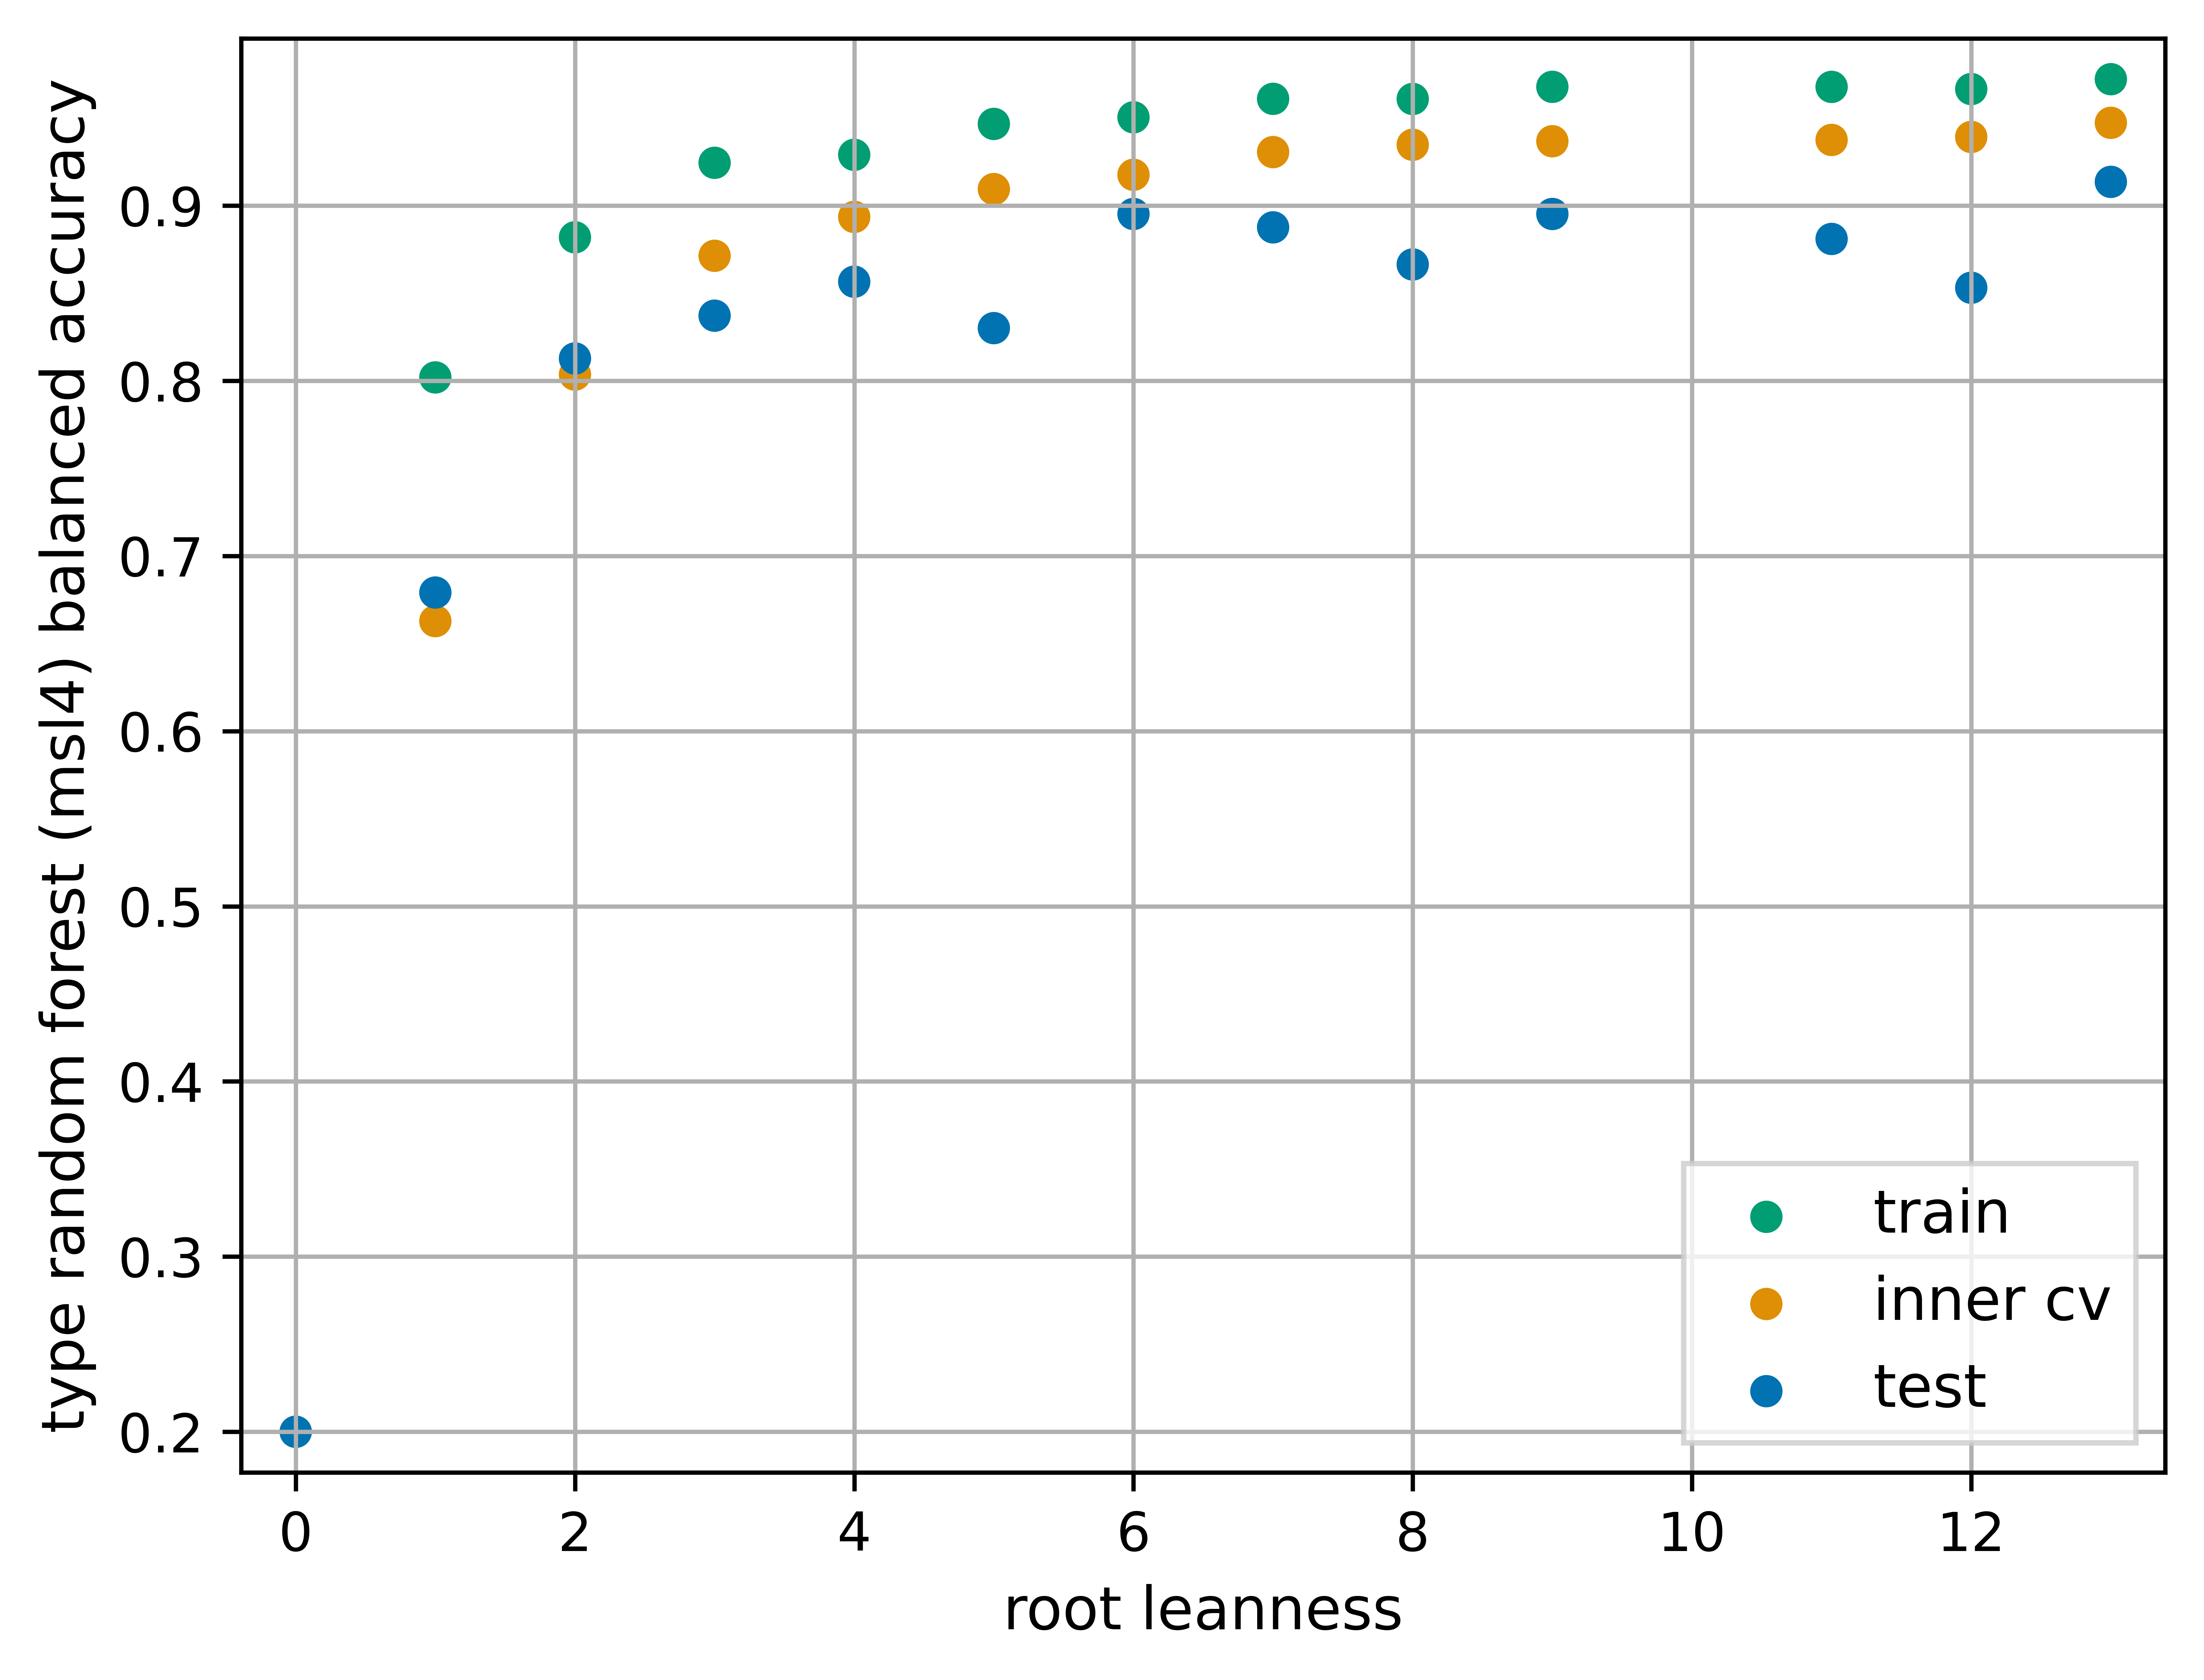 type random forest (msl4) balanced accuracy
0.9
0.8
0.7
0.6
0.5
0.4
0.3
0.2
train
inner cv
test
0 2 4 6 8 10 12
root leanness